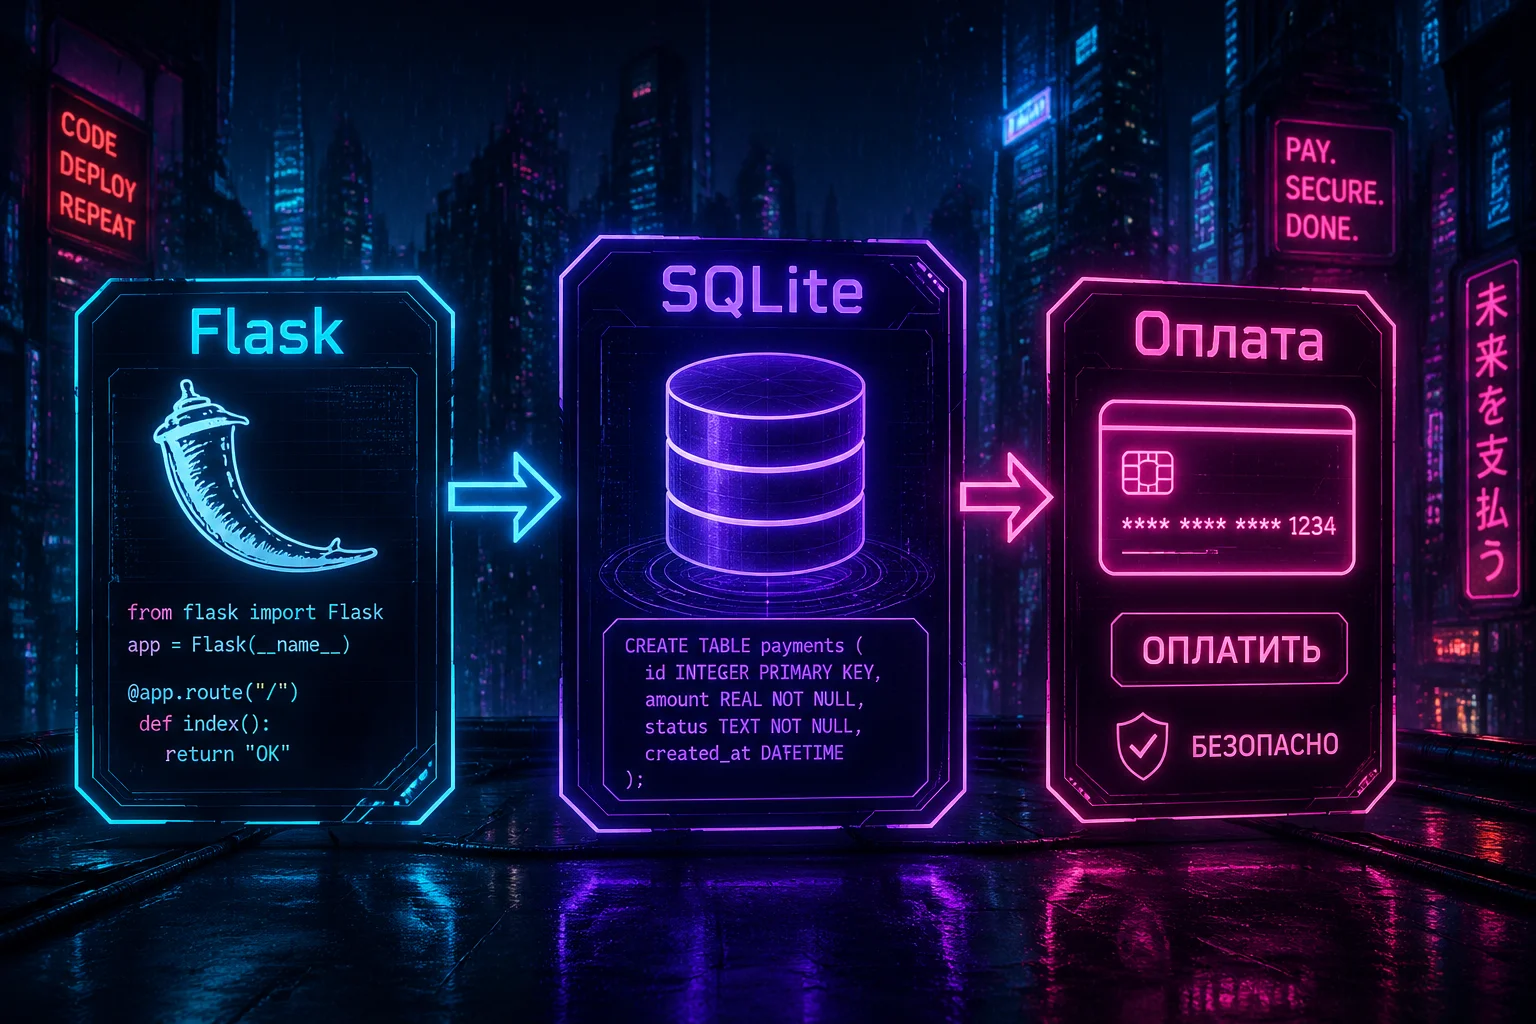 CODE
DEPLOY
REPEAT
PAY.
SECURE.
DONE.
未来を支払う
Flask
from flask import Flask
app = Flask(__name__)
@app.route("/")
def index():
return "OK"
SQLite
CREATE TABLE payments (
id INTEGER PRIMARY KEY,
amount REAL NOT NULL,
status TEXT NOT NULL,
created_at DATETIME
);
Оплата
**** **** **** 1234
ОПЛАТИТЬ
БЕЗОПАСНО